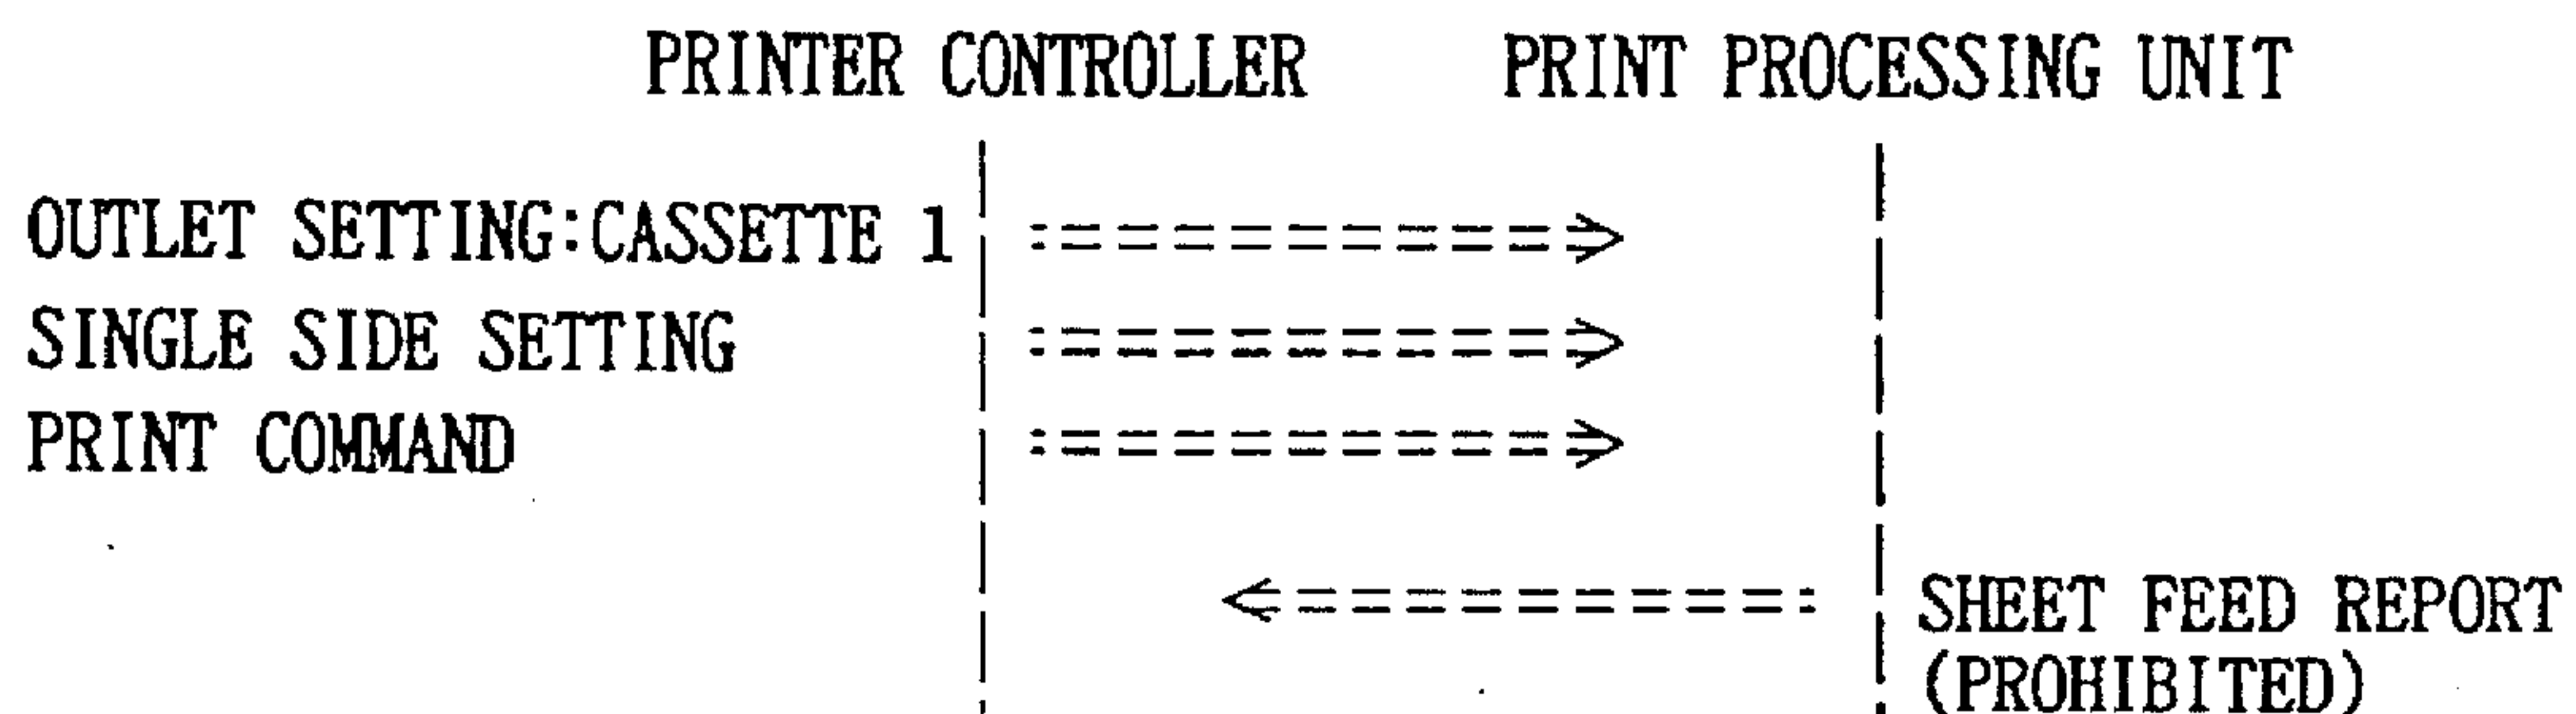 PRINTER CONTROLLER PRINT PROCESSING UNIT
OUTLET SETTING:CASSETTE 1
SINGLE SIDE SETTING
PRINT COMMAND
SHEET FEED REPORT
(PROHIBITED)